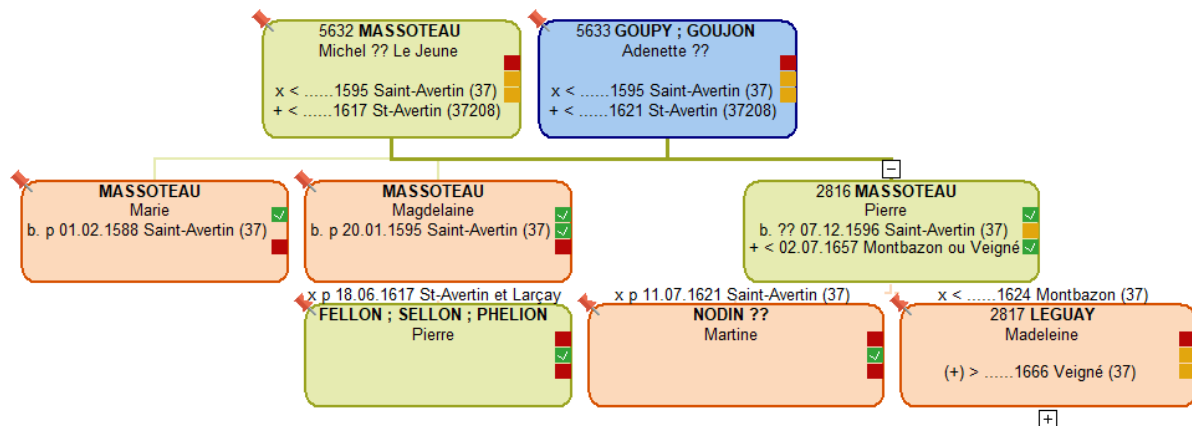 5632 MASSOTEAU
Michel ?? Le Jeune
x < ......1595 Saint-Avertin (37)
+ < ......1617 St-Avertin (37208)
5633 GOUPY ; GOUJON
Adenette ??
x < ......1595 Saint-Avertin (37)
+ < ......1621 St-Avertin (37208)
MASSOTEAU
Marie
b. p 01.02.1588 Saint-Avertin (37)
MASSOTEAU
Magdelaine
b. p 20.01.1595 Saint-Avertin (37)
2816 MASSOTEAU
Pierre
b. ?? 07.12.1596 Saint-Avertin (37)
+ < 02.07.1657 Montbazon ou Veigné
x p 18.06.1617 St-Avertin et Larçay
FELLON ; SELLON ; PHELION
Pierre
x p 11.07.1621 Saint-Avertin (37)
NODIN ??
Martine
x < ......1624 Montbazon (37)
2817 LEGUAY
Madeleine
(+) > ......1666 Veigné (37)